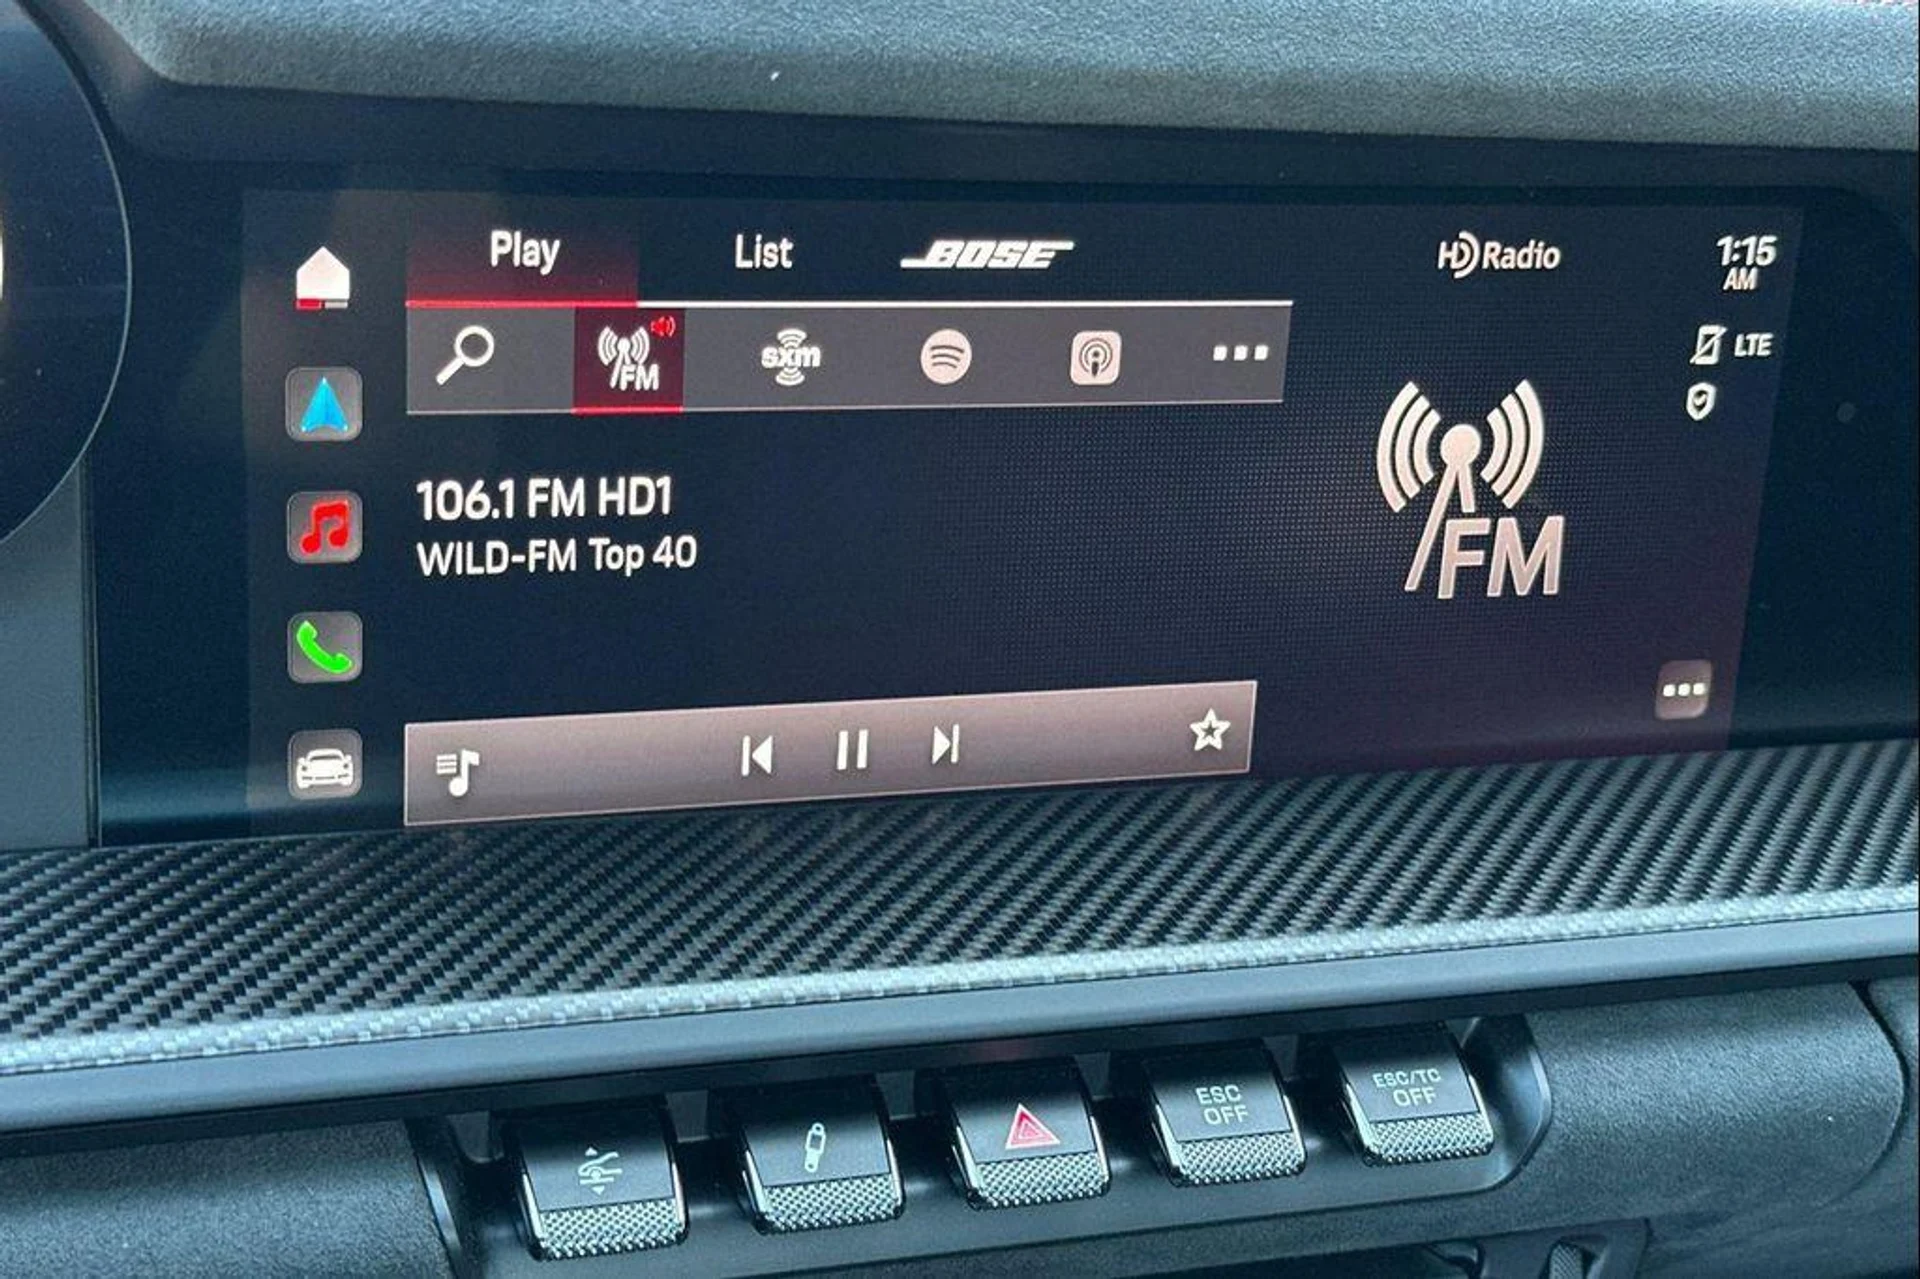 Play
List
BOSE
HD Radio
1:15
AM
FM
sxm
LTE
106.1 FM HD1
WILD-FM Top 40
FM
ESC
OFF
ESC/TC
OFF